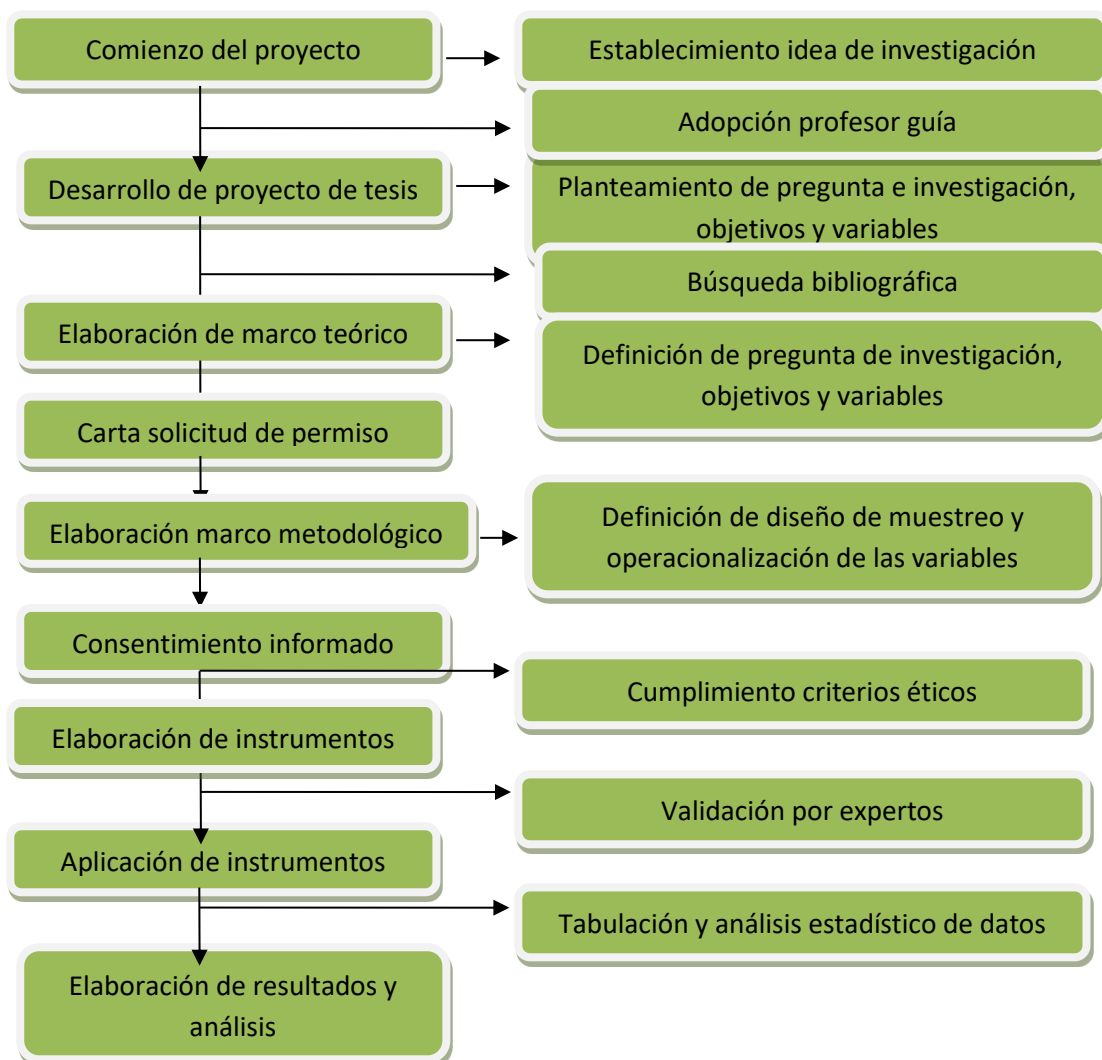 Comienzo del proyecto
Establecimiento idea de investigación
Adopción profesor guía
Desarrollo de proyecto de tesis
Planteamiento de pregunta e investigación,
objetivos y variables
Búsqueda bibliográfica
Elaboración de marco teórico
Definición de pregunta de investigación,
objetivos y variables
Carta solicitud de permiso
Elaboración marco metodológico
Definición de diseño de muestreo y
operacionalización de las variables
Consentimiento informado
Cumplimiento criterios éticos
Elaboración de instrumentos
Validación por expertos
Aplicación de instrumentos
Tabulación y análisis estadístico de datos
Elaboración de resultados y
análisis